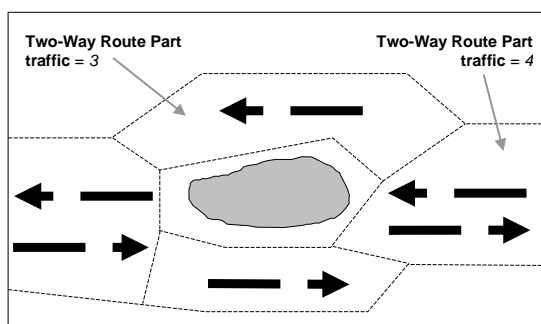 Two-Way Route Part
traffic = 3
Two-Way Route Part
traffic = 4